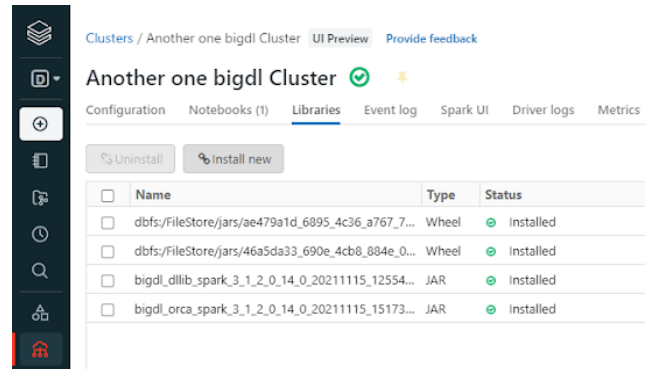 Clusters / Another one bigdl Cluster UI Preview Provide feedback
D
Another one bigdl Cluster
Configuration Notebooks (1) Libraries Event log Spark UI Driver logs Metrics
Uninstall Install new
Name Type Status
dbfs:/FileStore/jars/ae479a1d_6895_4c36_a767_7... Wheel Installed
dbfs:/FileStore/jars/46a5da33_690e_4cb8_884e_0... Wheel Installed
bigdl_dllib_spark_3_1_2_0_14_0_20211115_12554... JAR Installed
bigdl_orca_spark_3_1_2_0_14_0_20211115_15173... JAR Installed